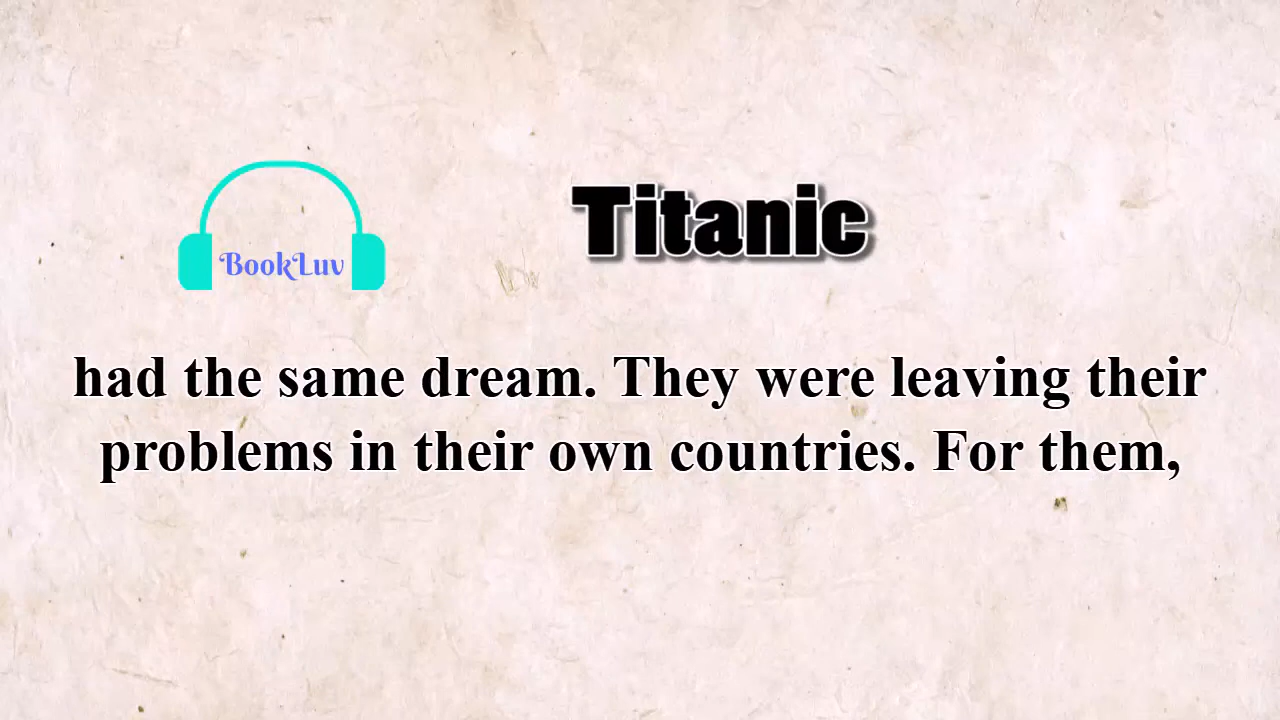 Titanic
BookLuv
had the same dream. They were leaving their
problems in their own countries. For them,